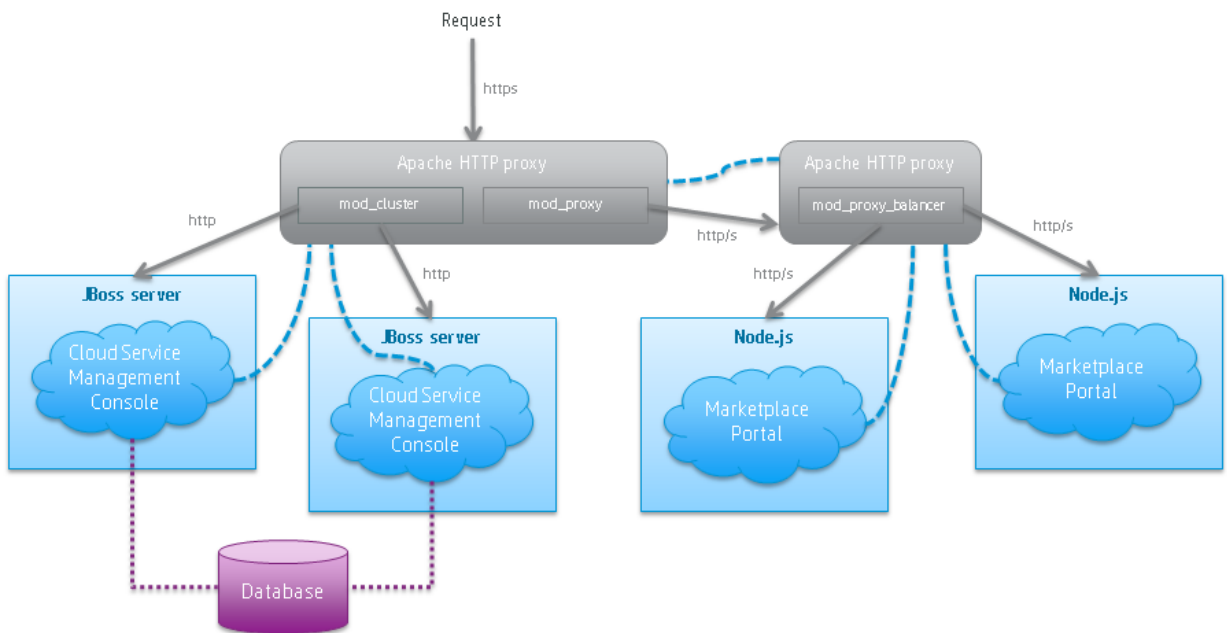 Request
https
Apache HTTP proxy
mod_cluster
mod_proxy
Apache HTTP proxy
mod_proxy_balancer
http
http
http/s
http/s
http/s
JBoss server
Cloud Service
Management
Console
JBoss server
Cloud Service
Management
Console
Node.js
Marketplace
Portal
Node.js
Marketplace
Portal
Database